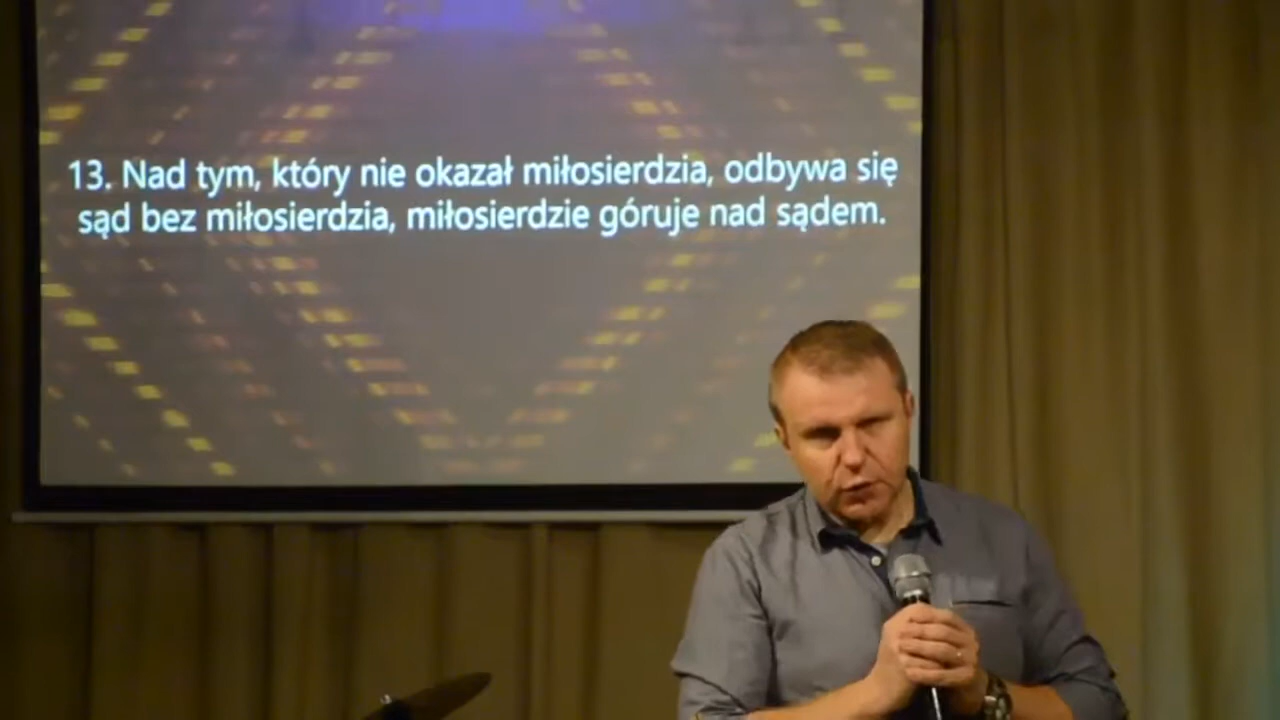 13. Nad tym, który nie okazał miłosierdzia, odbywa się
sąd bez miłosierdzia, miłosierdzie góruje nad sądem.